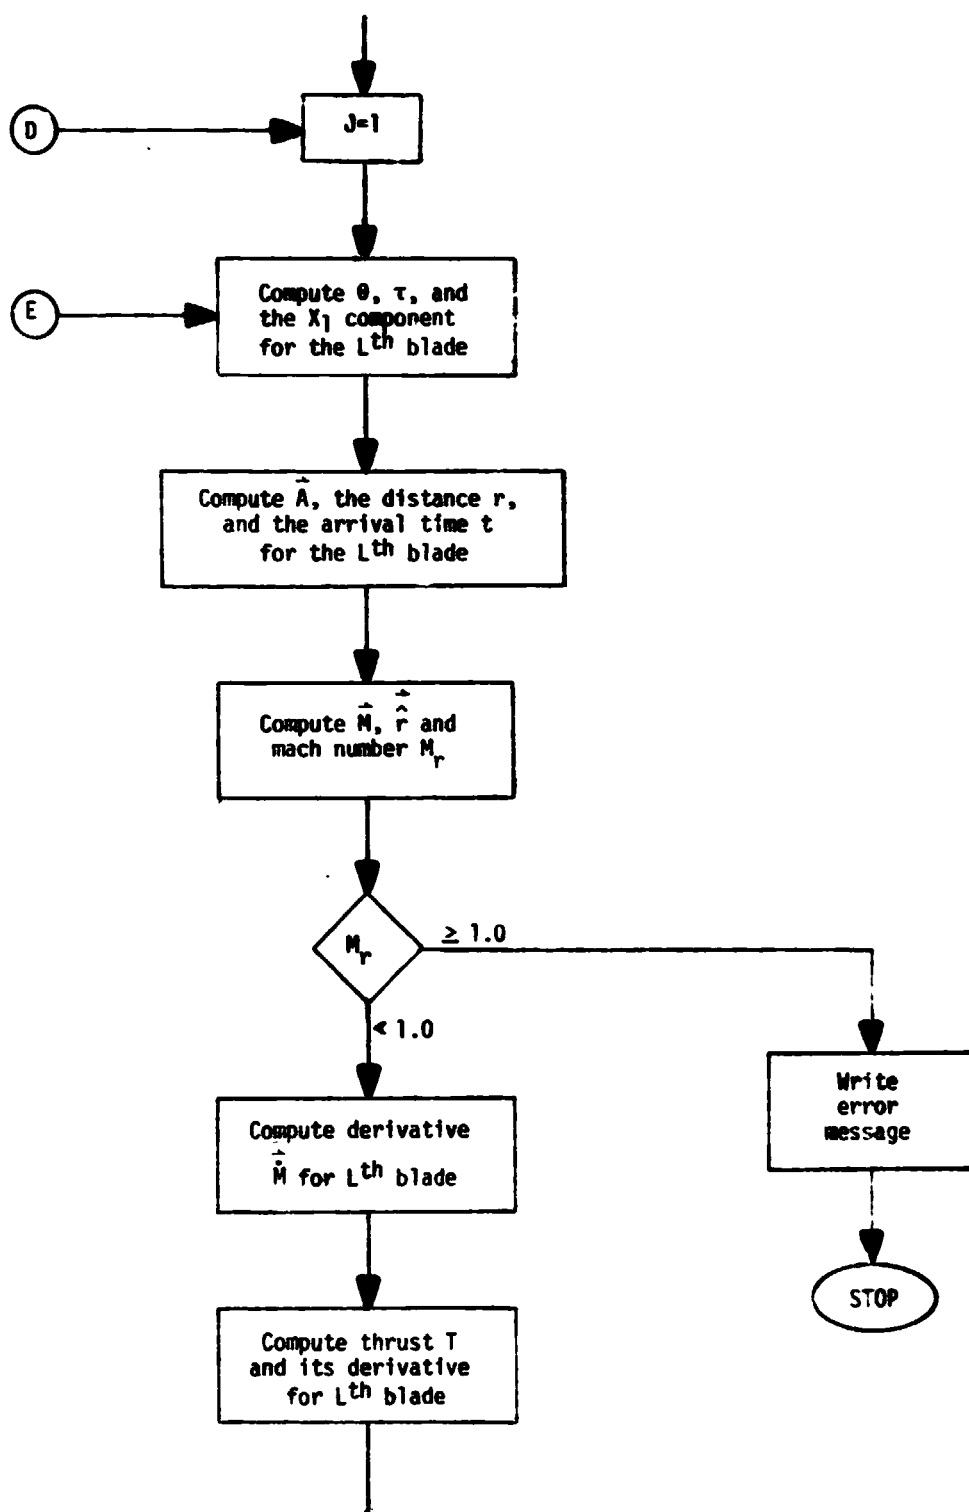 D
J=1
E
Compute θ, τ, and
the X₁ component
for the Lᵗʰ blade
Compute A⃗, the distance r,
and the arrival time t
for the Lᵗʰ blade
Compute M⃗, r̂⃗ and
mach number Mᵣ
Mᵣ
≥ 1.0
< 1.0
Write
error
message
Compute derivative
Ṁ⃗ for Lᵗʰ blade
STOP
Compute thrust T
and its derivative
for Lᵗʰ blade